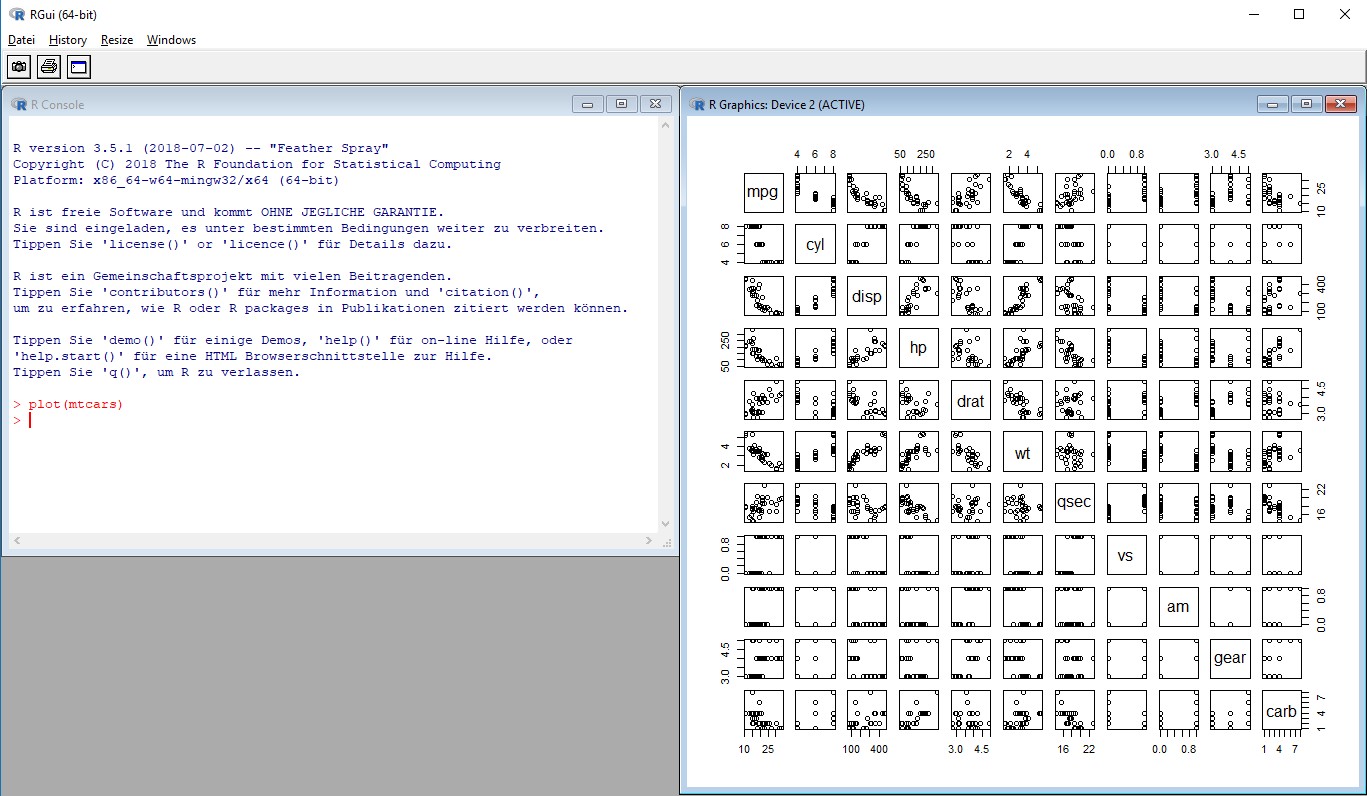 RGui (64-bit)
Datei History Resize Windows
R Console
R version 3.5.1 (2018-07-02) -- "Feather Spray"
Copyright (C) 2018 The R Foundation for Statistical Computing
Platform: x86_64-w64-mingw32/x64 (64-bit)
R ist freie Software und kommt OHNE JEGLICHE GARANTIE.
Sie sind eingeladen, es unter bestimmten Bedingungen weiter zu verbreiten.
Tippen Sie 'license()' or 'licence()' für Details dazu.
R ist ein Gemeinschaftsprojekt mit vielen Beitragenden.
Tippen Sie 'contributors()' für mehr Information und 'citation()',
um zu erfahren, wie R oder R packages in Publikationen zitiert werden können.
Tippen Sie 'demo()' für einige Demos, 'help()' für on-line Hilfe, oder
'help.start()' für eine HTML Browserschnittstelle zur Hilfe.
Tippen Sie 'q()', um R zu verlassen.
> plot(mtcars)
>
R Graphics: Device 2 (ACTIVE)
4 6 8 50 250 2 4 0.0 0.8 3.0 4.5
mpg 10 25
4 6 8 cyl
disp 100 400
50 250 hp
drat 3.0 4.5
2 4 wt
qsec 16 22
0.0 0.8 vs
am 0.0 0.8
3.0 4.5 gear
carb 1 4 7
10 25 100 400 3.0 4.5 16 22 0.0 0.8 1 4 7